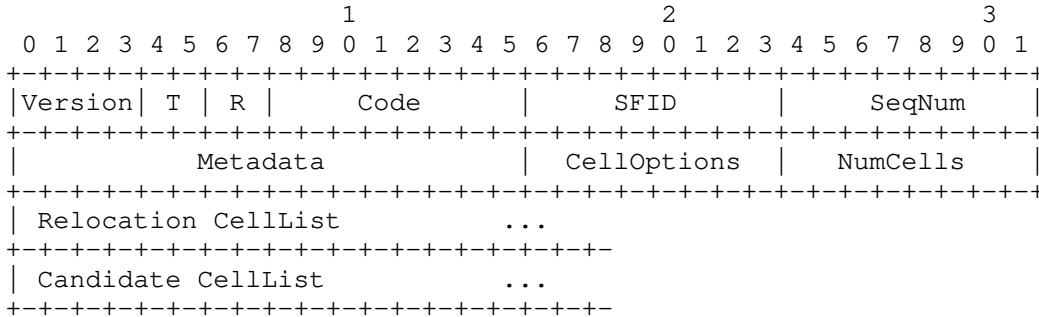 1                   2                   3
 0 1 2 3 4 5 6 7 8 9 0 1 2 3 4 5 6 7 8 9 0 1 2 3 4 5 6 7 8 9 0 1
+-+-+-+-+-+-+-+-+-+-+-+-+-+-+-+-+-+-+-+-+-+-+-+-+-+-+-+-+-+-+-+-+
|Version| T | R |     Code      |     SFID      |     SeqNum    |
+-+-+-+-+-+-+-+-+-+-+-+-+-+-+-+-+-+-+-+-+-+-+-+-+-+-+-+-+-+-+-+-+
|           Metadata            |  CellOptions  |   NumCells    |
+-+-+-+-+-+-+-+-+-+-+-+-+-+-+-+-+-+-+-+-+-+-+-+-+-+-+-+-+-+-+-+-+
| Relocation CellList          ...
+-+-+-+-+-+-+-+-+-+-+-+-+-+-+-+-+-+-+-
| Candidate CellList           ...
+-+-+-+-+-+-+-+-+-+-+-+-+-+-+-+-+-+-+-